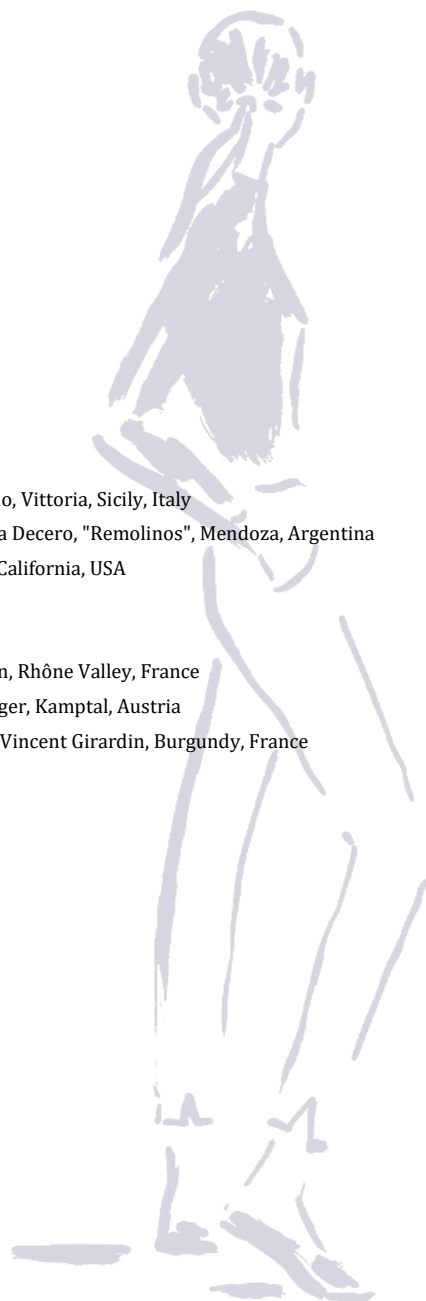 o, Vittoria, Sicily, Italy
a Decero, "Remolinos", Mendoza, Argentina
California, USA
n, Rhône Valley, France
ger, Kamptal, Austria
Vincent Girardin, Burgundy, France